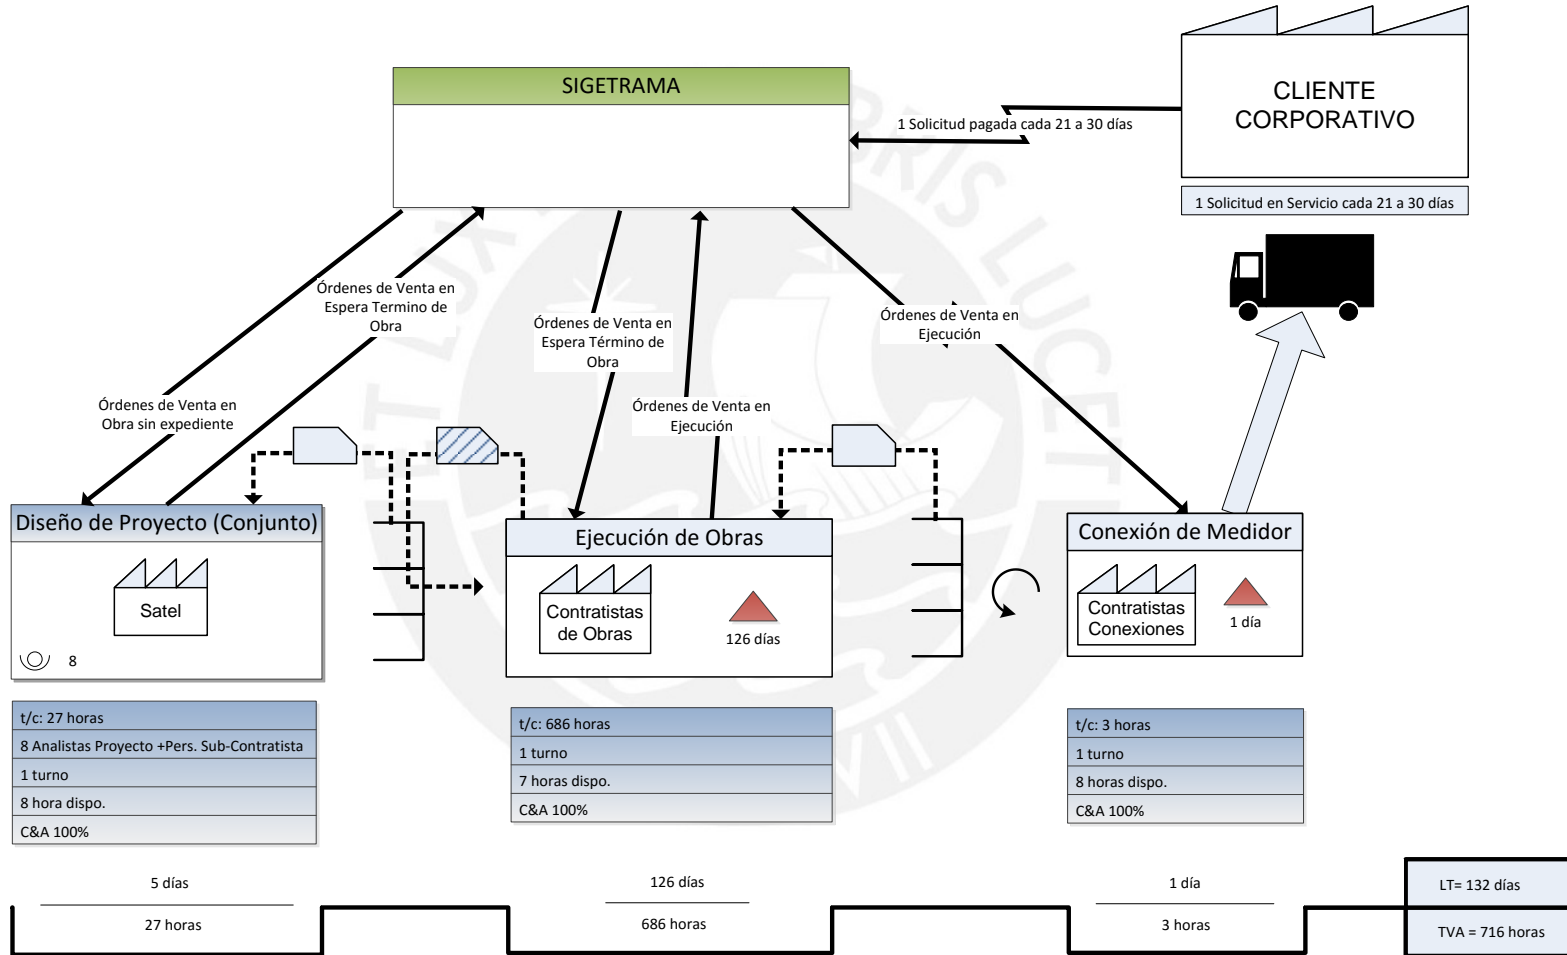 SIGETRAMA
CLIENTE
CORPORATIVO
1 Solicitud pagada cada 21 a 30 días
1 Solicitud en Servicio cada 21 a 30 días
Órdenes de Venta en
Espera Termino de
Obra
Órdenes de Venta en
Espera Término de
Obra
Órdenes de Venta en
Ejecución
Órdenes de Venta en
Obra sin expediente
Órdenes de Venta en
Ejecución
Diseño de Proyecto (Conjunto)
Satel
8
Ejecución de Obras
Contratistas
de Obras
126 días
Conexión de Medidor
Contratistas
Conexiones
1 día
t/c: 27 horas
8 Analistas Proyecto +Pers. Sub-Contratista
1 turno
8 hora dispo.
C&A 100%
t/c: 686 horas
1 turno
7 horas dispo.
C&A 100%
t/c: 3 horas
1 turno
8 horas dispo.
C&A 100%
5 días
27 horas
126 días
686 horas
1 día
3 horas
LT= 132 días
TVA = 716 horas